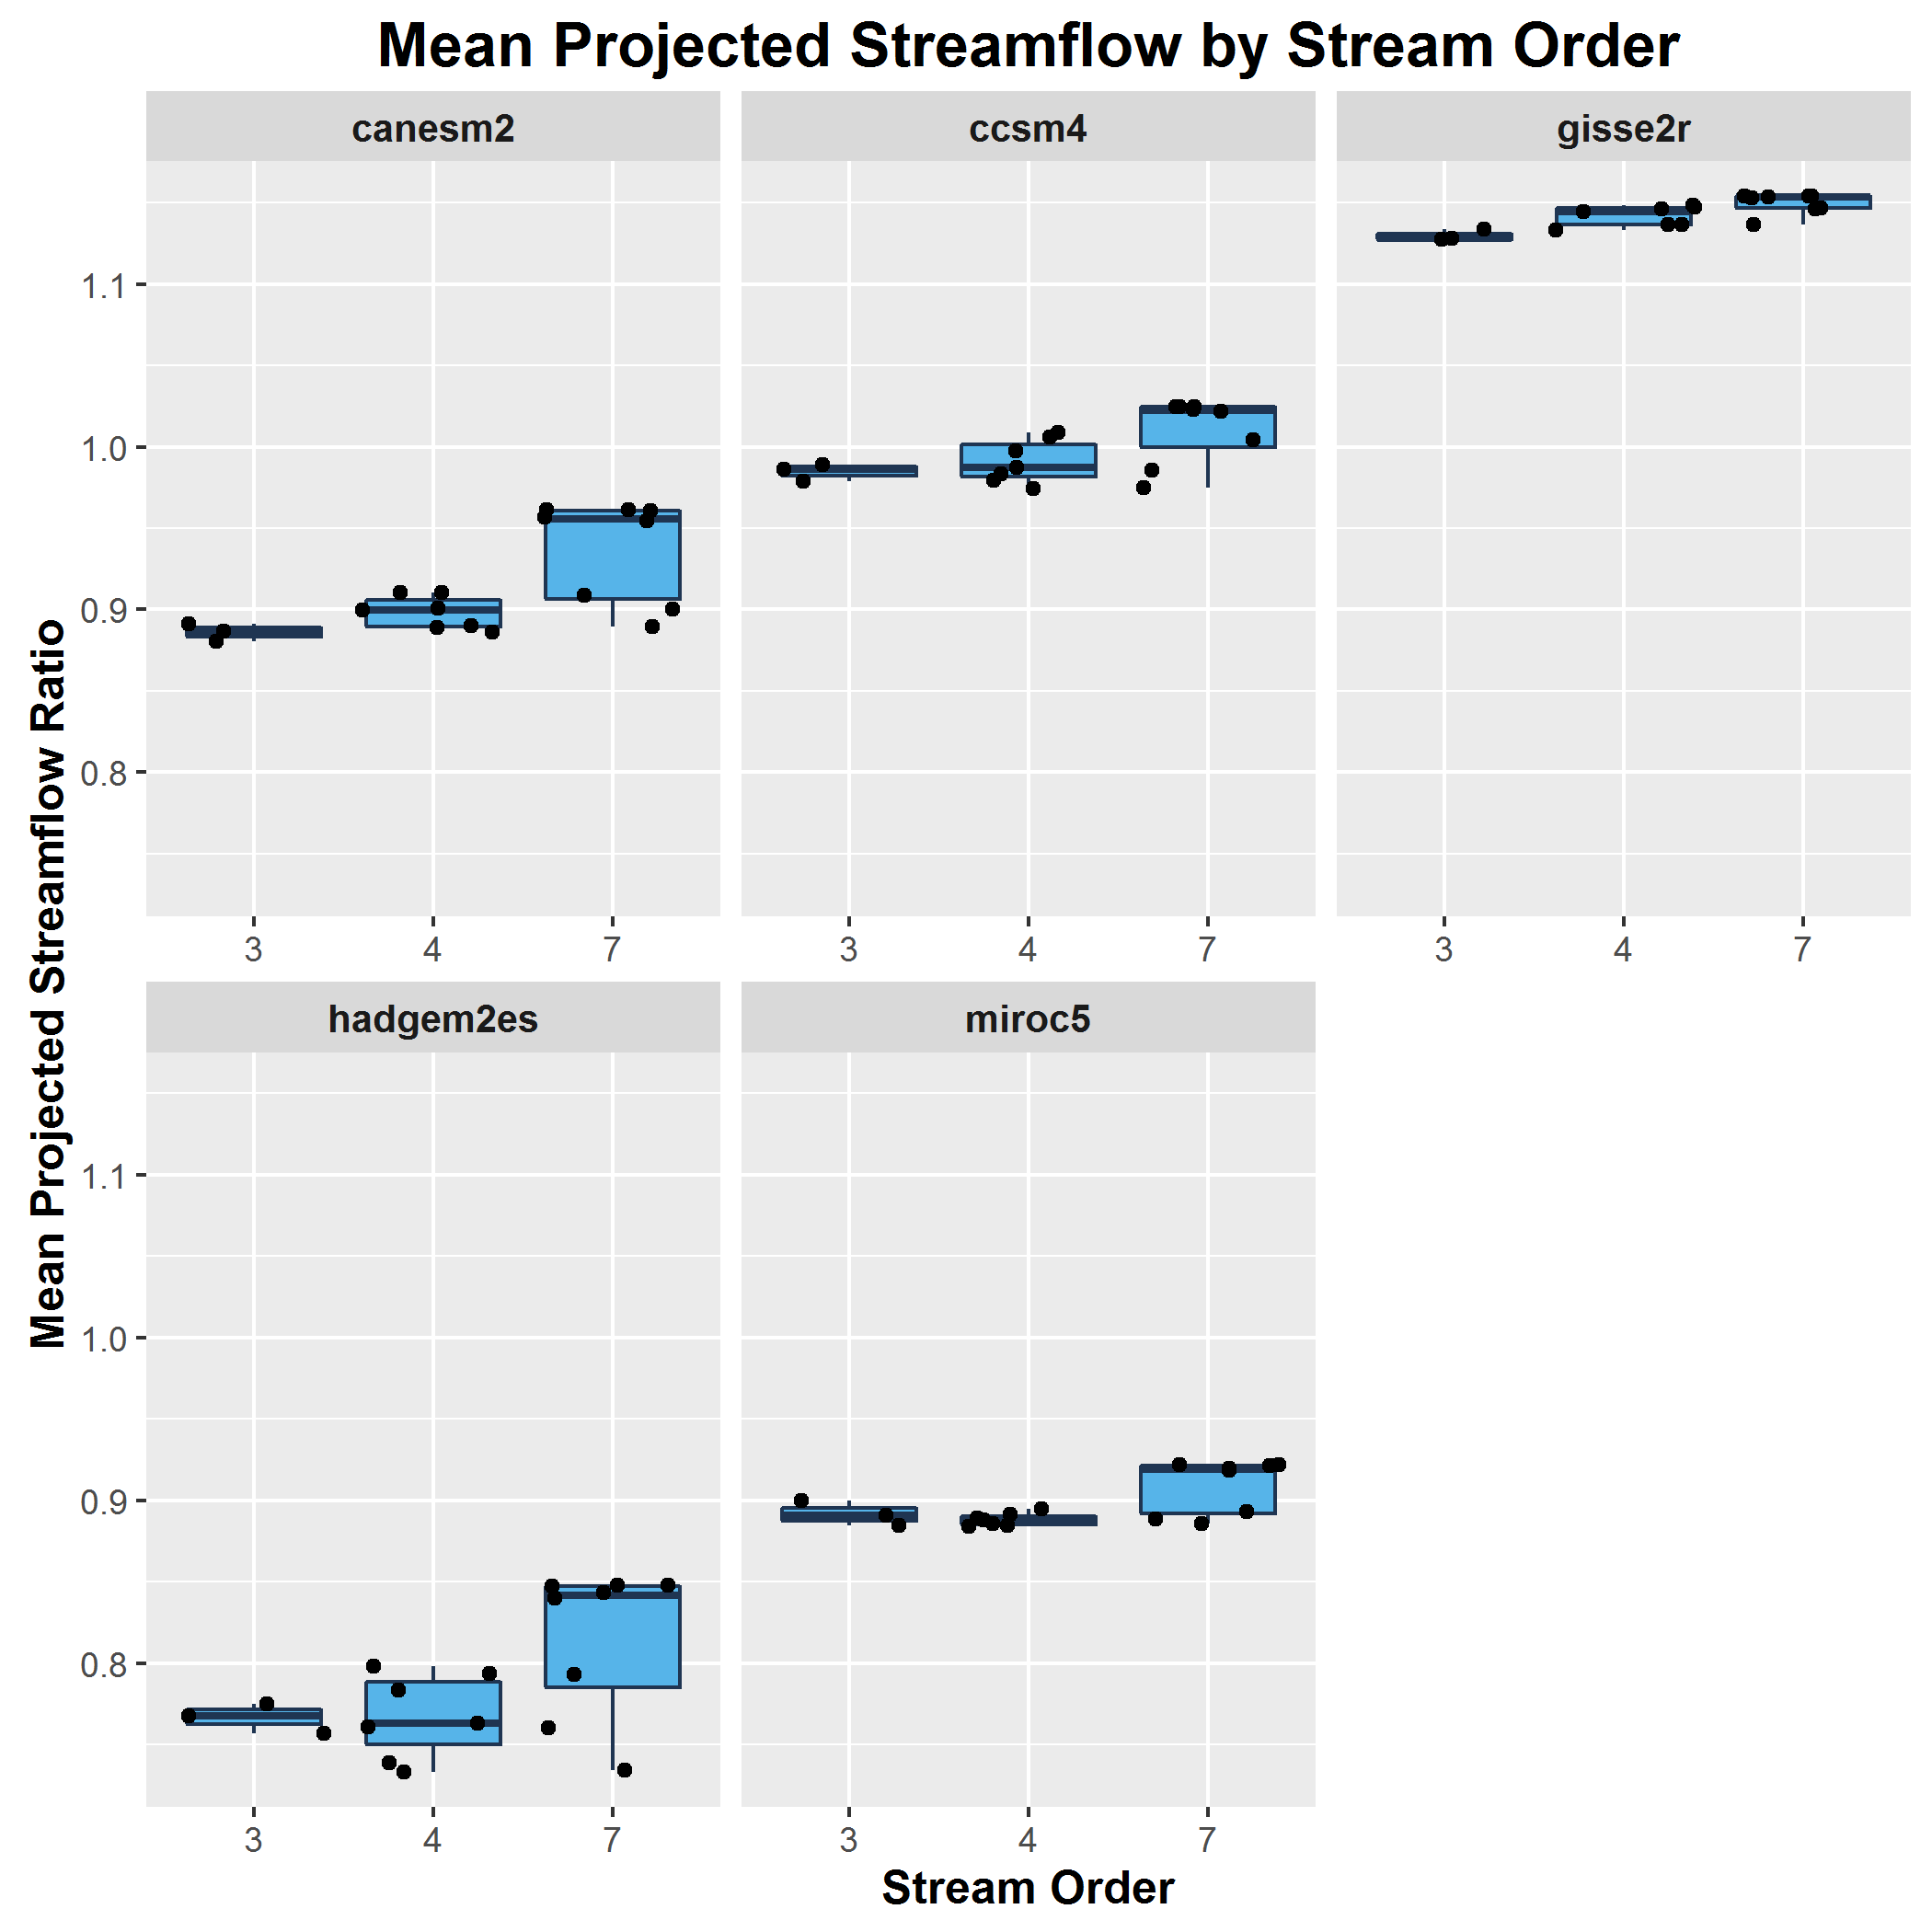 Mean Projected Streamflow by Stream Order
canesm2
ccsm4
gisse2r
1.1
1.0
0.9
0.8
3
4
7
3
4
7
3
4
7
Mean Projected Streamflow Ratio
hadgem2es
miroc5
1.1
1.0
0.9
0.8
3
4
7
3
4
7
Stream Order